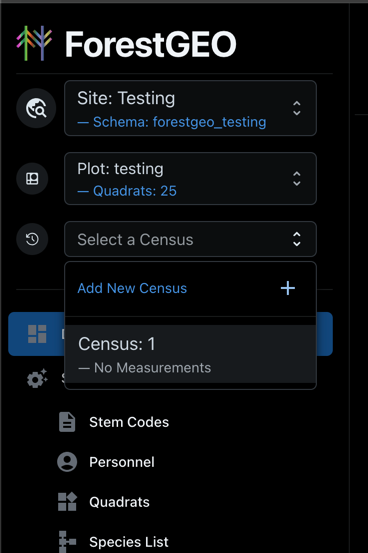 ForestGEO
Site: Testing
— Schema: forestgeo_testing
Plot: testing
— Quadrats: 25
Select a Census
Add New Census
Census: 1
— No Measurements
Stem Codes
Personnel
Quadrats
Species List